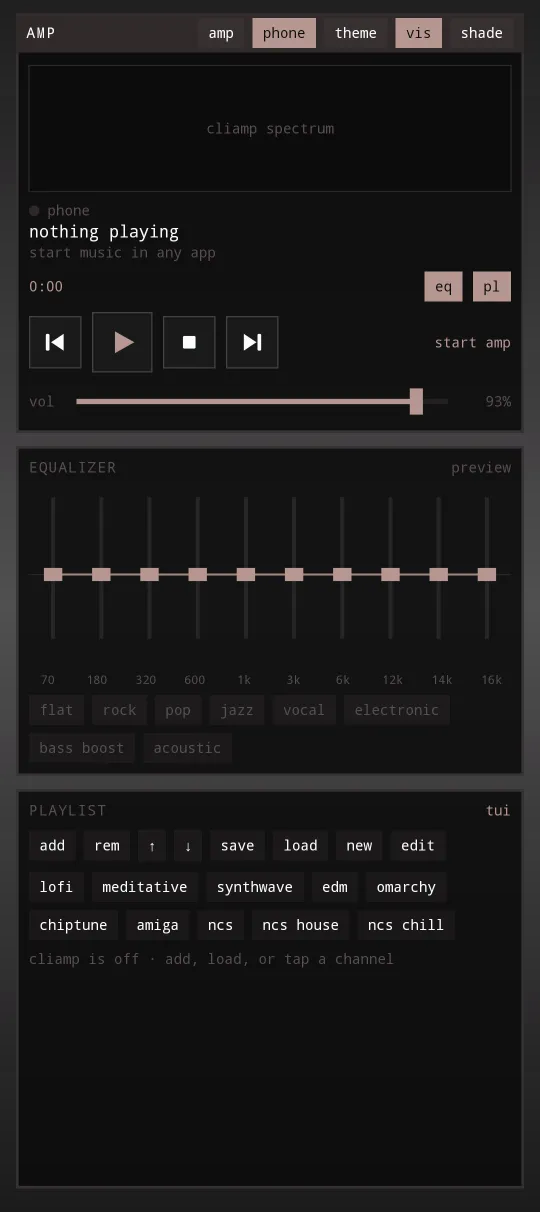 AMP amp phone theme vis shade
cliamp spectrum
phone
nothing playing
start music in any app
0:00 eq pl
start amp
vol 93%
EQUALIZER preview
70 180 320 600 1k 3k 6k 12k 14k 16k
flat rock pop jazz vocal electronic
bass boost acoustic
PLAYLIST tui
add rem ↑ ↓ save load new edit
lofi meditative synthwave edm omarchy
chiptune amiga ncs ncs house ncs chill
cliamp is off · add, load, or tap a channel